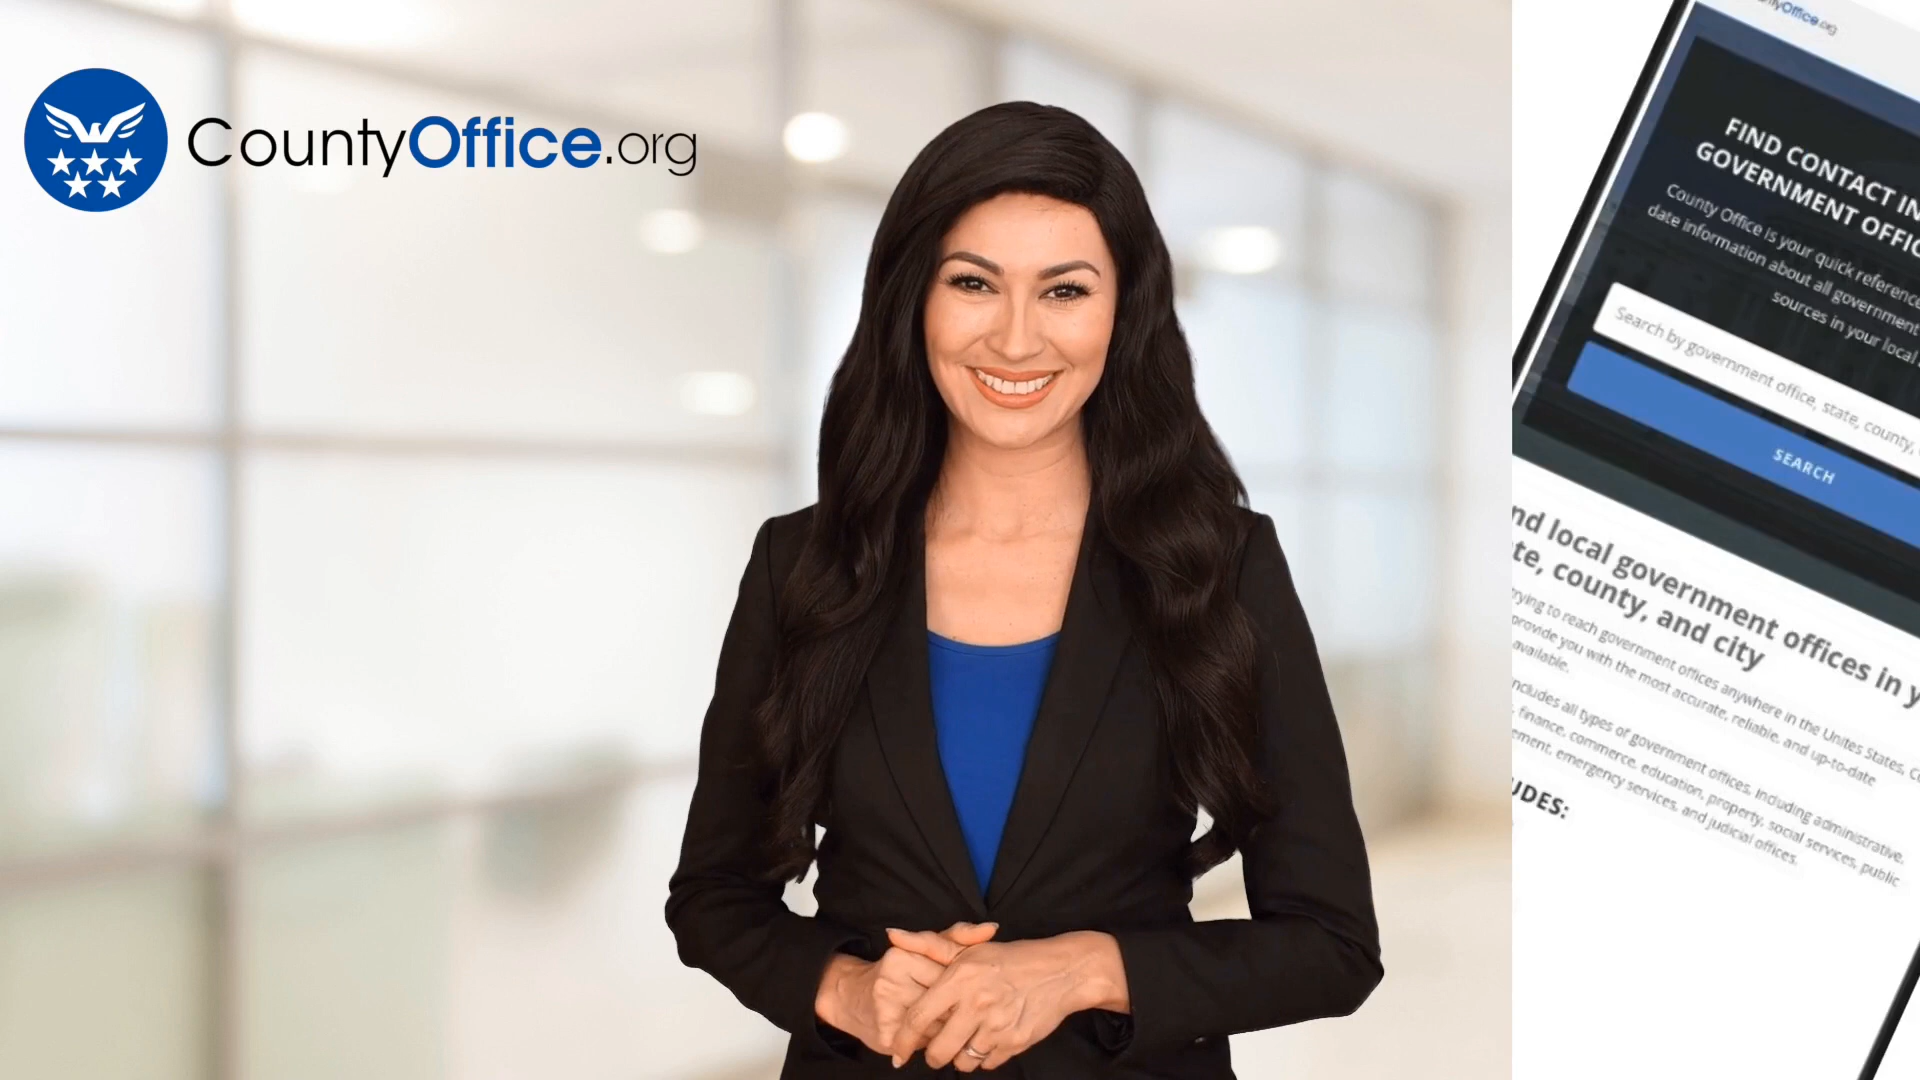 CountyOffice.org
Office.org
FIND CONTACT IN
GOVERNMENT OFFIC
County Office is your quick reference
date information about all government
sources in your local
Search by government office, state, county,
SEARCH
nd local government offices in y
te, county, and city
rying to reach government offices anywhere in the Unites States, C
provide you with the most accurate, reliable, and up-to-date
available.
ncludes all types of government offices, including administrative,
finance, commerce, education, property, social services, public
ement, emergency services, and judicial offices.
UDES: